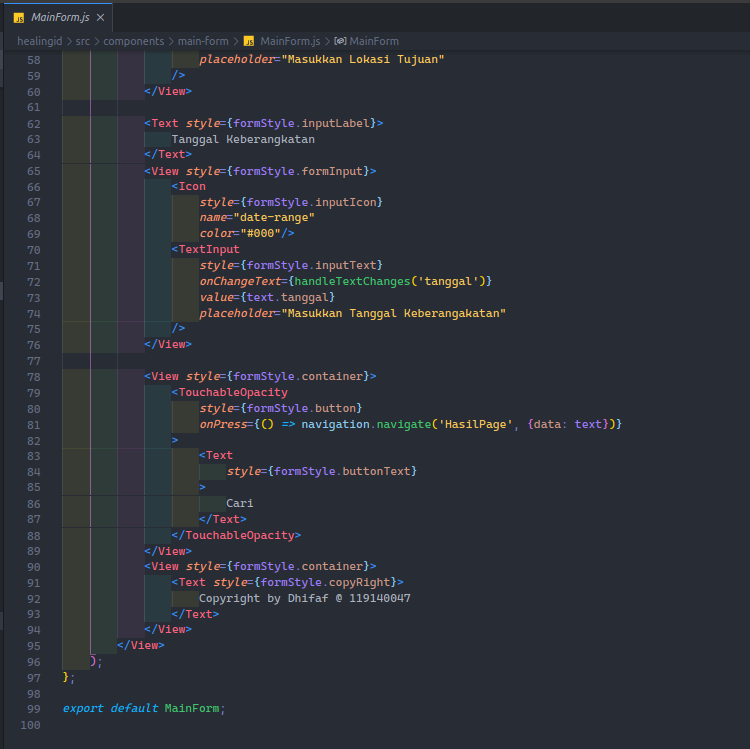 JS MainForm.js ×
healingid > src > components > main-form > JS MainForm.js > MainForm
58 placeholder="Masukkan Lokasi Tujuan"
59 />
60 </View>
61
62 <Text style={formStyle.inputLabel}>
63 Tanggal Keberangkatan
64 </Text>
65 <View style={formStyle.formInput}>
66 <Icon
67 style={formStyle.inputIcon}
68 name="date-range"
69 color="#000"/>
70 <TextInput
71 style={formStyle.inputText}
72 onChangeText={handleTextChanges('tanggal')}
73 value={text.tanggal}
74 placeholder="Masukkan Tanggal Keberangakatan"
75 />
76 </View>
77
78 <View style={formStyle.container}>
79 <TouchableOpacity
80 style={formStyle.button}
81 onPress={() => navigation.navigate('HasilPage', {data: text})}
82 >
83 <Text
84 style={formStyle.buttonText}
85 >
86 Cari
87 </Text>
88 </TouchableOpacity>
89 </View>
90 <View style={formStyle.container}>
91 <Text style={formStyle.copyRight}>
92 Copyright by Dhifaf @ 119140047
93 </Text>
94 </View>
95 </View>
96 );
97 };
98
99 export default MainForm;
100